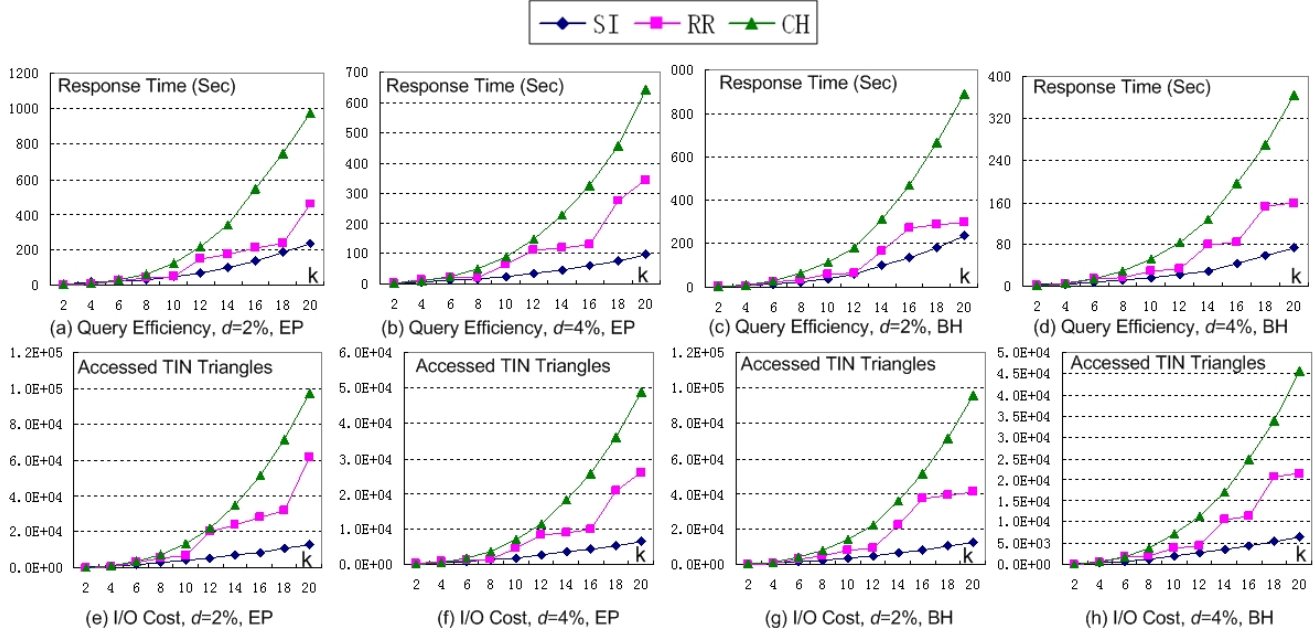 SI RR CH
Response Time (Sec)
1200
1000
800
600
400
200
0
2 4 6 8 10 12 14 16 18 20
k
(a) Query Efficiency, d=2%, EP
Response Time (Sec)
700
600
500
400
300
200
100
0
2 4 6 8 10 12 14 16 18 20
k
(b) Query Efficiency, d=4%, EP
Response Time (Sec)
000
800
600
400
200
0
2 4 6 8 10 12 14 16 18 20
k
(c) Query Efficiency, d=2%, BH
Response Time (Sec)
400
320
240
160
80
0
2 4 6 8 10 12 14 16 18 20
k
(d) Query Efficiency, d=4%, BH
Accessed TIN Triangles
1.2E+05
1.0E+05
8.0E+04
6.0E+04
4.0E+04
2.0E+04
0.0E+00
2 4 6 8 10 12 14 16 18 20
k
(e) I/O Cost, d=2%, EP
Accessed TIN Triangles
6.0E+04
5.0E+04
4.0E+04
3.0E+04
2.0E+04
1.0E+04
0.0E+00
2 4 6 8 10 12 14 16 18 20
k
(f) I/O Cost, d=4%, EP
Accessed TIN Triangles
1.2E+05
1.0E+05
8.0E+04
6.0E+04
4.0E+04
2.0E+04
0.0E+00
2 4 6 8 10 12 14 16 18 20
k
(g) I/O Cost, d=2%, BH
Accessed TIN Triangles
5.0E+04
4.5E+04
4.0E+04
3.5E+04
3.0E+04
2.5E+04
2.0E+04
1.5E+04
1.0E+04
5.0E+03
0.0E+00
2 4 6 8 10 12 14 16 18 20
k
(h) I/O Cost, d=4%, BH